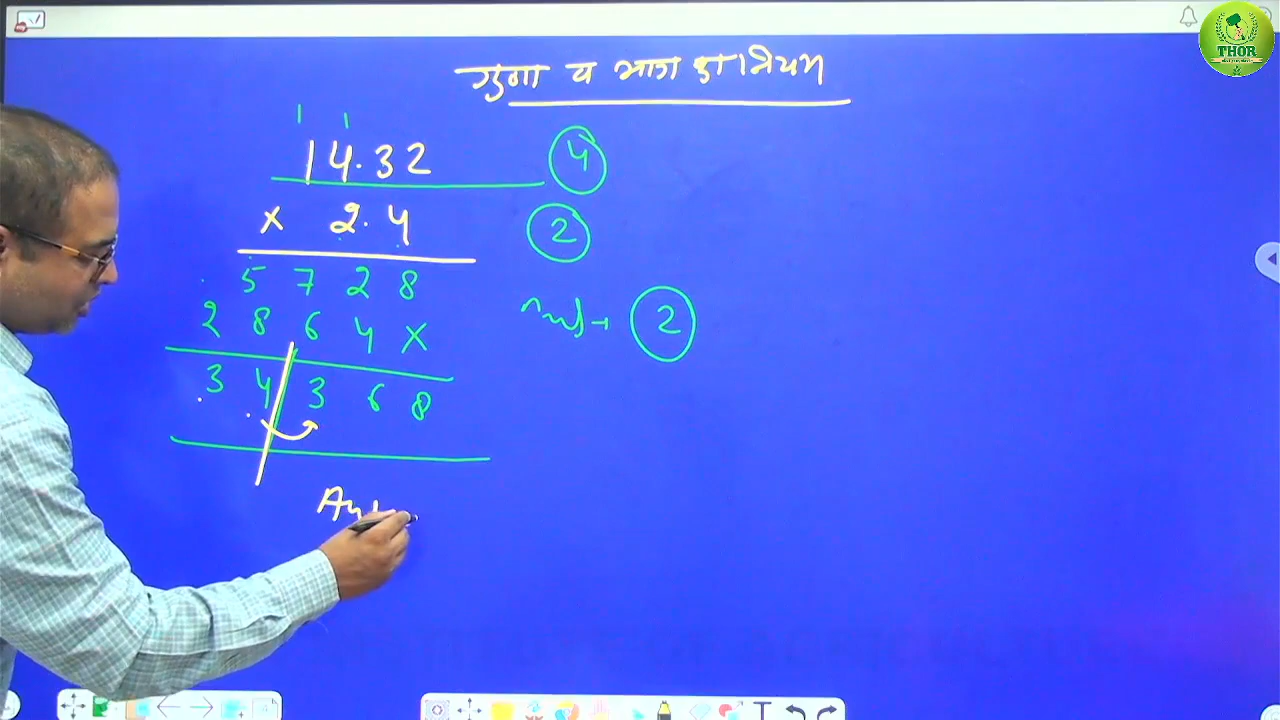 गुणा व भाग का नियम
1 1
14.32 4
× 2.4 2
5 7 2 8
2 8 6 4 × 2
3 4 3 6 8
THOR
T